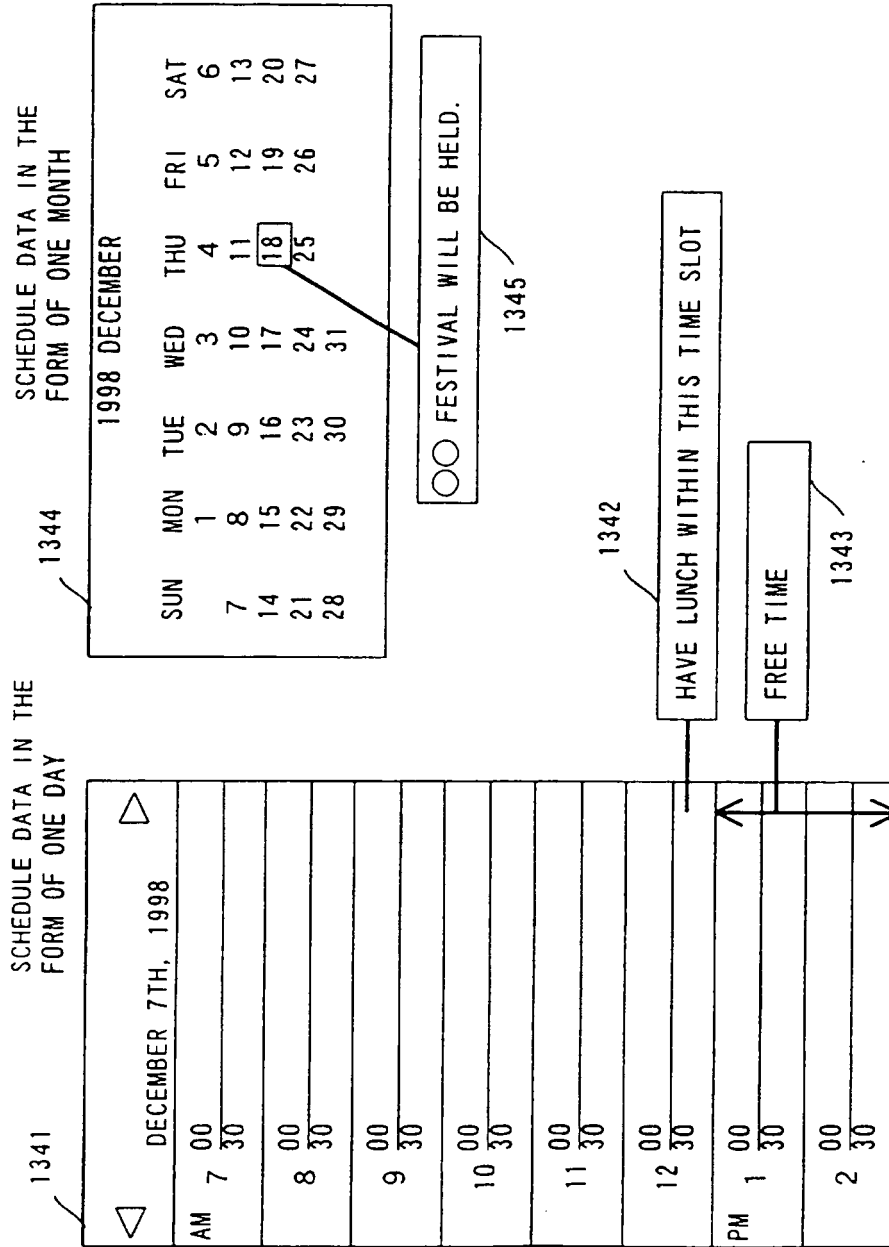 SCHEDULE DATA IN THE
FORM OF ONE DAY
1341
DECEMBER 7TH, 1998
AM 7 00
30
8 00
30
9 00
30
10 00
30
11 00
30
12 00
30
PM 1 00
30
2 00
30
SCHEDULE DATA IN THE
FORM OF ONE MONTH
1344
1998 DECEMBER
SUN MON TUE WED THU FRI SAT
1 2 3 4 5 6
7 8 9 10 11 12 13
14 15 16 17 18 19 20
21 22 23 24 25 26 27
28 29 30 31
○○ FESTIVAL WILL BE HELD.
1345
1342
HAVE LUNCH WITHIN THIS TIME SLOT
FREE TIME
1343